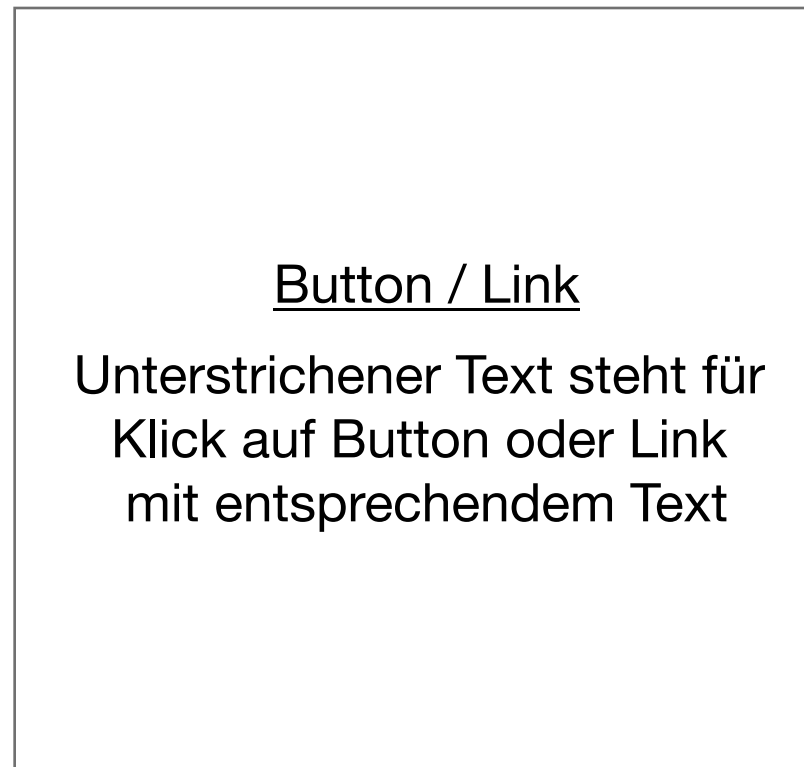 Button / Link
Unterstrichener Text steht für
Klick auf Button oder Link
mit entsprechendem Text